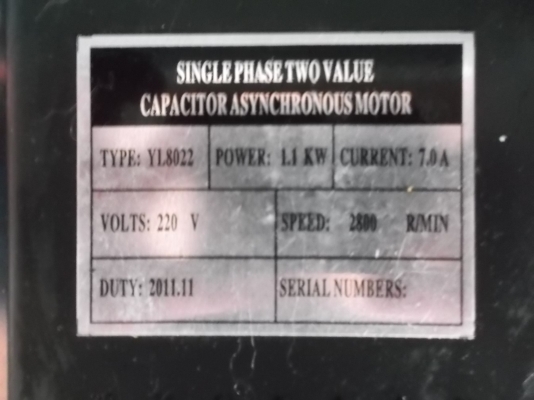 SINGLE PHASE TWO VALUE
CAPACITOR ASYNCHRONOUS MOTOR
TYPE: YL8022 POWER: 1.1 KW CURRENT: 7.0 A
VOLTS: 220 V SPEED: 2800 R/MIN
DUTY: 2011.11 SERIAL NUMBERS: